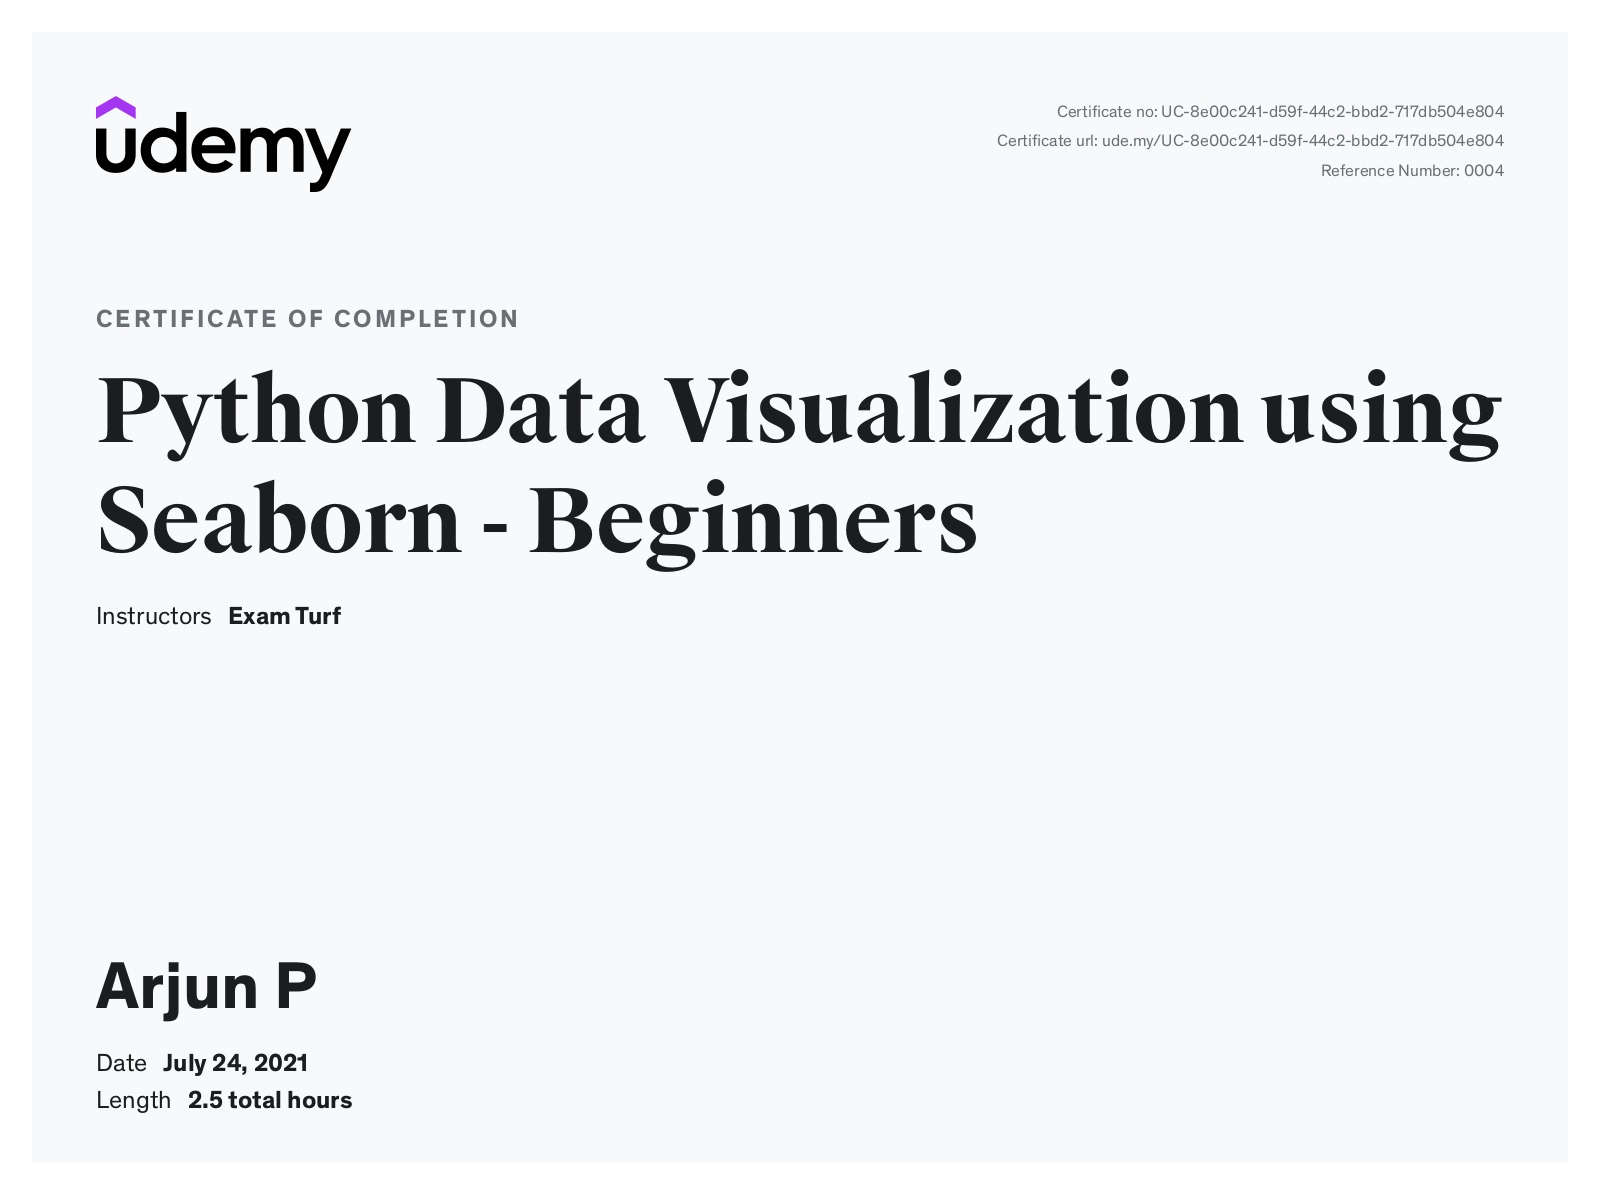 udemy
Certificate no: UC-8e00c241-d59f-44c2-bbd2-717db504e804
Certificate url: ude.my/UC-8e00c241-d59f-44c2-bbd2-717db504e804
Reference Number: 0004
CERTIFICATE OF COMPLETION
Python Data Visualization using
Seaborn - Beginners
Instructors Exam Turf
Arjun P
Date July 24, 2021
Length 2.5 total hours